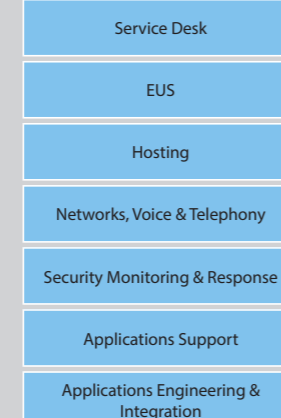 Service Desk
EUS
Hosting
Networks, Voice & Telephony
Security Monitoring & Response
Applications Support
Applications Engineering &
Integration